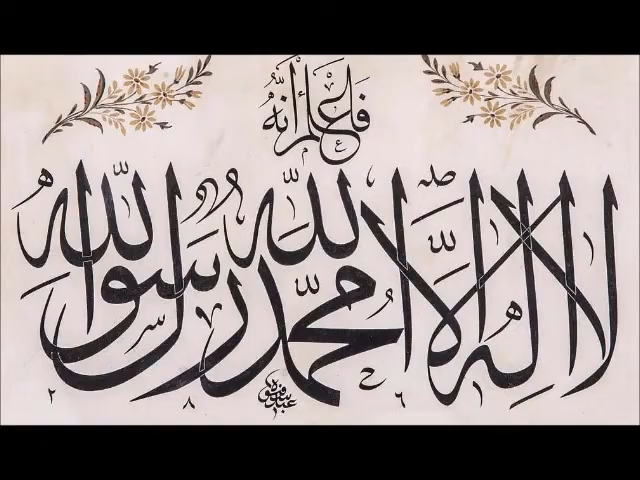 فاعلم أنه
لا إله إلا الله محمد رسول الله